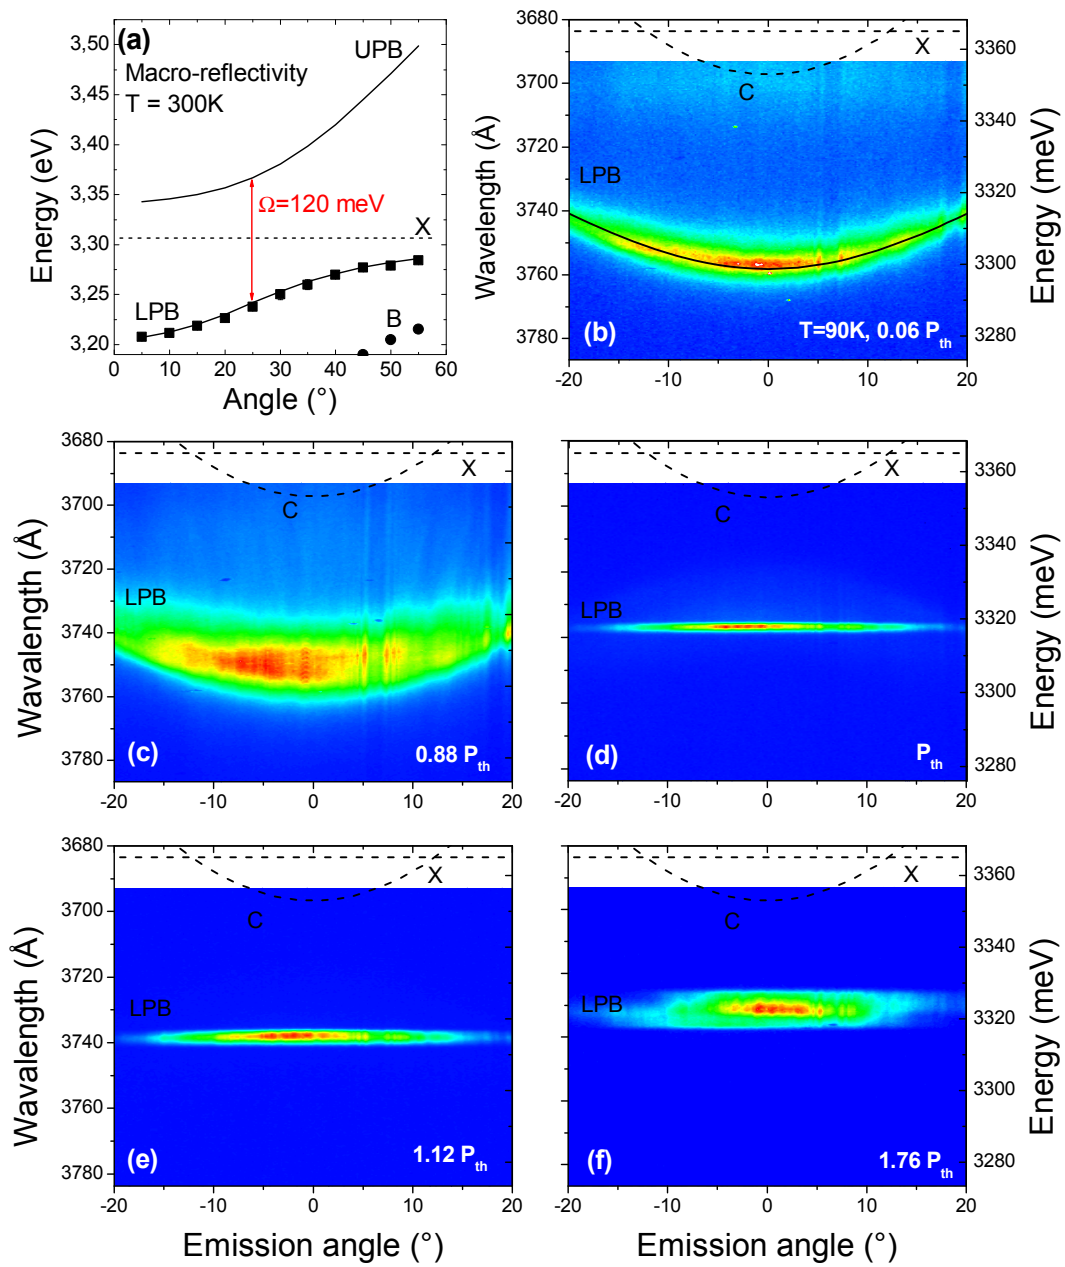 (a)
Macro-reflectivity
T = 300K
UPB
Ω=120 meV
X
LPB
B
3,50
3,45
3,40
3,35
3,30
3,25
3,20
Energy (eV)
0 10 20 30 40 50 60
Angle (°)
3680
3700
3720
3740
3760
3780
Wavelength (Å)
X
C
LPB
(b)
T=90K, 0.06 Pth
3360
3340
3320
3300
3280
Energy (meV)
-20 -10 0 10 20
3680
3700
3720
3740
3760
3780
Wavalength (Å)
X
C
LPB
(c)
0.88 Pth
-20 -10 0 10 20
X
C
LPB
(d)
Pth
3360
3340
3320
3300
3280
Energy (meV)
-20 -10 0 10 20
3680
3700
3720
3740
3760
3780
Wavalength (Å)
X
C
LPB
(e)
1.12 Pth
-20 -10 0 10 20
Emission angle (°)
X
C
LPB
(f)
1.76 Pth
3360
3340
3320
3300
3280
Energy (meV)
-20 -10 0 10 20
Emission angle (°)